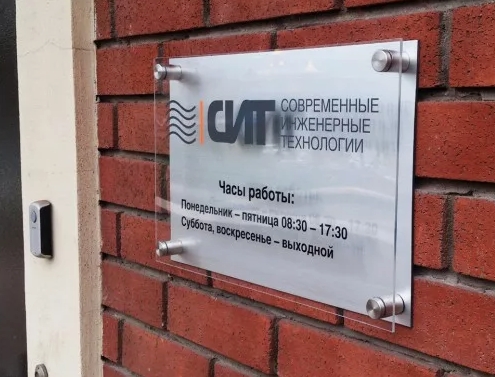 СИТ
СОВРЕМЕННЫЕ
ИНЖЕНЕРНЫЕ
ТЕХНОЛОГИИ
Часы работы:
Понедельник – пятница 08:30 – 17:30
Суббота, воскресенье – выходной